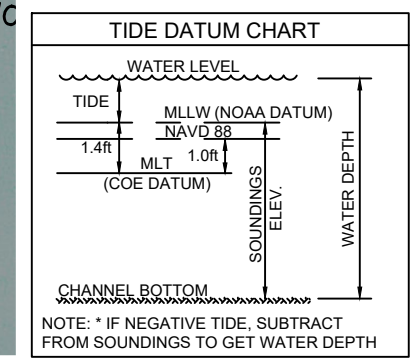 TIDE DATUM CHART
WATER LEVEL
TIDE
MLLW (NOAA DATUM)
NAVD 88
1.4ft
1.0ft
MLT
(COE DATUM)
SOUNDINGS
ELEV.
WATER DEPTH
CHANNEL BOTTOM
NOTE: * IF NEGATIVE TIDE, SUBTRACT
FROM SOUNDINGS TO GET WATER DEPTH